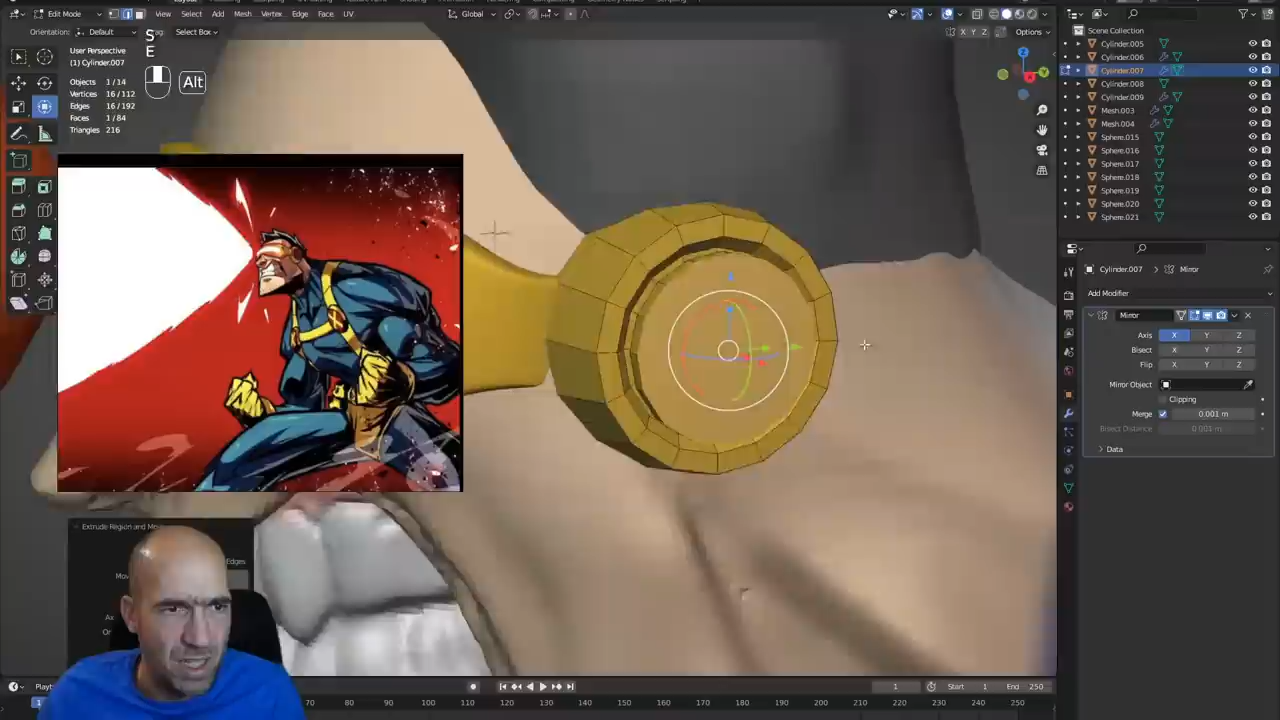 Edit Mode View Select Add Mesh Vertex Edge Face UV Global Options
Orientation: Default Select Box X Y Z
S
E
Alt
User Perspective
(1) Cylinder.007
Objects 1/14
Vertices 16/112
Edges 16/192
Faces 1/84
Triangles 216
Extrude Region and Mo
Edges
Scene Collection
Cylinder.005
Cylinder.006
Cylinder.007
Cylinder.008
Cylinder.009
Mesh.003
Mesh.004
Sphere.015
Sphere.016
Sphere.017
Sphere.018
Sphere.019
Sphere.020
Sphere.021
Cylinder.007 > Mirror
Add Modifier
Mirror
Axis X Y Z
Bisect X Y Z
Flip X Y Z
Mirror Object
Clipping
Merge 0.001 m
Bisect Distance 0.001 m
Data
1 Start 1 End 250
1 70 80 90 100 110 120 130 140 150 160 170 180 190 200 210 220 230 240 250